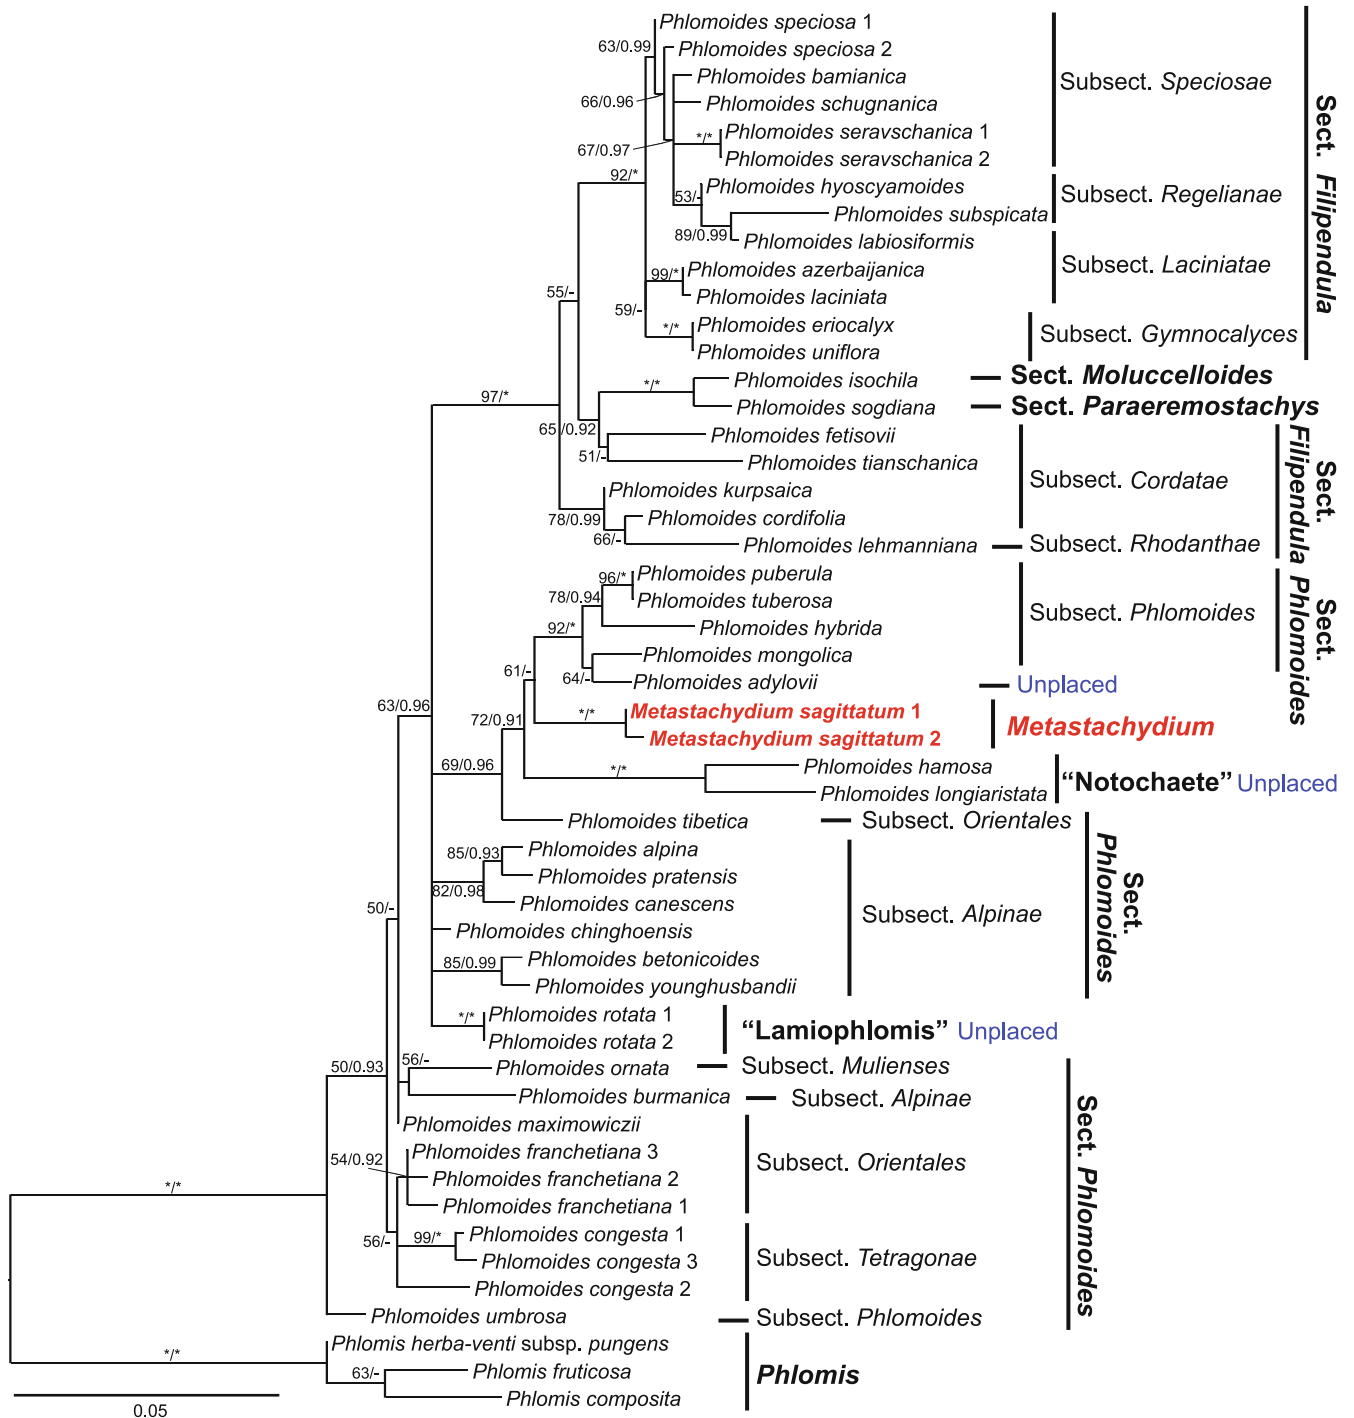 Phlomoides speciosa 1
63/0.99
Phlomoides speciosa 2
Phlomoides bamianica
66/0.96
Phlomoides schugnanica
Subsect. Speciosae
67/0.97
*/*
Phlomoides seravschanica 1
Phlomoides seravschanica 2
92/*
53/-
Phlomoides hyoscyamoides
Phlomoides subspicata
Subsect. Regelianae
89/0.99
Phlomoides labiosiformis
99/*
Phlomoides azerbaijanica
Phlomoides laciniata
Subsect. Laciniatae
55/-
59/-
*/*
Phlomoides eriocalyx
Phlomoides uniflora
Subsect. Gymnocalyces
Sect. Filipendula
*/*
Phlomoides isochila
Sect. Moluccelloides
97/*
Phlomoides sogdiana
Sect. Paraeremostachys
65/0.92
Phlomoides fetisovii
51/-
Phlomoides tianschanica
Subsect. Cordatae
Phlomoides kurpsaica
78/0.99
Phlomoides cordifolia
66/-
Phlomoides lehmanniana
Subsect. Rhodanthae
Sect.
Filipendula
96/*
Phlomoides puberula
78/0.94
Phlomoides tuberosa
Subsect. Phlomoides
Phlomoides hybrida
92/*
Phlomoides mongolica
61/-
64/-
Phlomoides adylovii
Unplaced
Sect.
Phlomoides
63/0.96
72/0.91
*/*
Metastachydium sagittatum 1
Metastachydium sagittatum 2
Metastachydium
69/0.96
*/*
Phlomoides hamosa
Phlomoides longiaristata
“Notochaete” Unplaced
Phlomoides tibetica
Subsect. Orientales
85/0.93
Phlomoides alpina
Phlomoides pratensis
82/0.98
Phlomoides canescens
50/-
Subsect. Alpinae
Phlomoides chinghoensis
85/0.99
Phlomoides betonicoides
Phlomoides younghusbandii
Sect.
Phlomoides
*/*
Phlomoides rotata 1
Phlomoides rotata 2
“Lamiophlomis” Unplaced
50/0.93
56/-
Phlomoides ornata
Subsect. Mulienses
Phlomoides burmanica
Subsect. Alpinae
Phlomoides maximowiczii
54/0.92
Phlomoides franchetiana 3
Phlomoides franchetiana 2
Phlomoides franchetiana 1
Subsect. Orientales
*/*
56/-
99/*
Phlomoides congesta 1
Phlomoides congesta 3
Phlomoides congesta 2
Subsect. Tetragonae
Phlomoides umbrosa
Subsect. Phlomoides
Sect. Phlomoides
*/*
Phlomis herba-venti subsp. pungens
63/-
Phlomis fruticosa
Phlomis composita
Phlomis
0.05